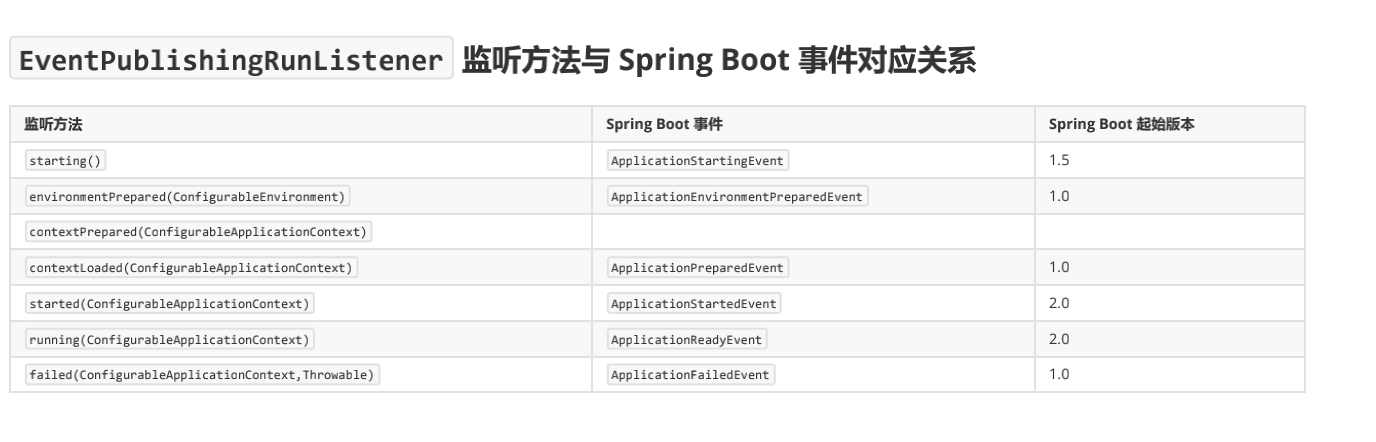 EventPublishingRunListener 监听方法与 Spring Boot 事件对应关系
监听方法 Spring Boot 事件 Spring Boot 起始版本
starting() ApplicationStartingEvent 1.5
environmentPrepared(ConfigurableEnvironment) ApplicationEnvironmentPreparedEvent 1.0
contextPrepared(ConfigurableApplicationContext)
contextLoaded(ConfigurableApplicationContext) ApplicationPreparedEvent 1.0
started(ConfigurableApplicationContext) ApplicationStartedEvent 2.0
running(ConfigurableApplicationContext) ApplicationReadyEvent 2.0
failed(ConfigurableApplicationContext,Throwable) ApplicationFailedEvent 1.0